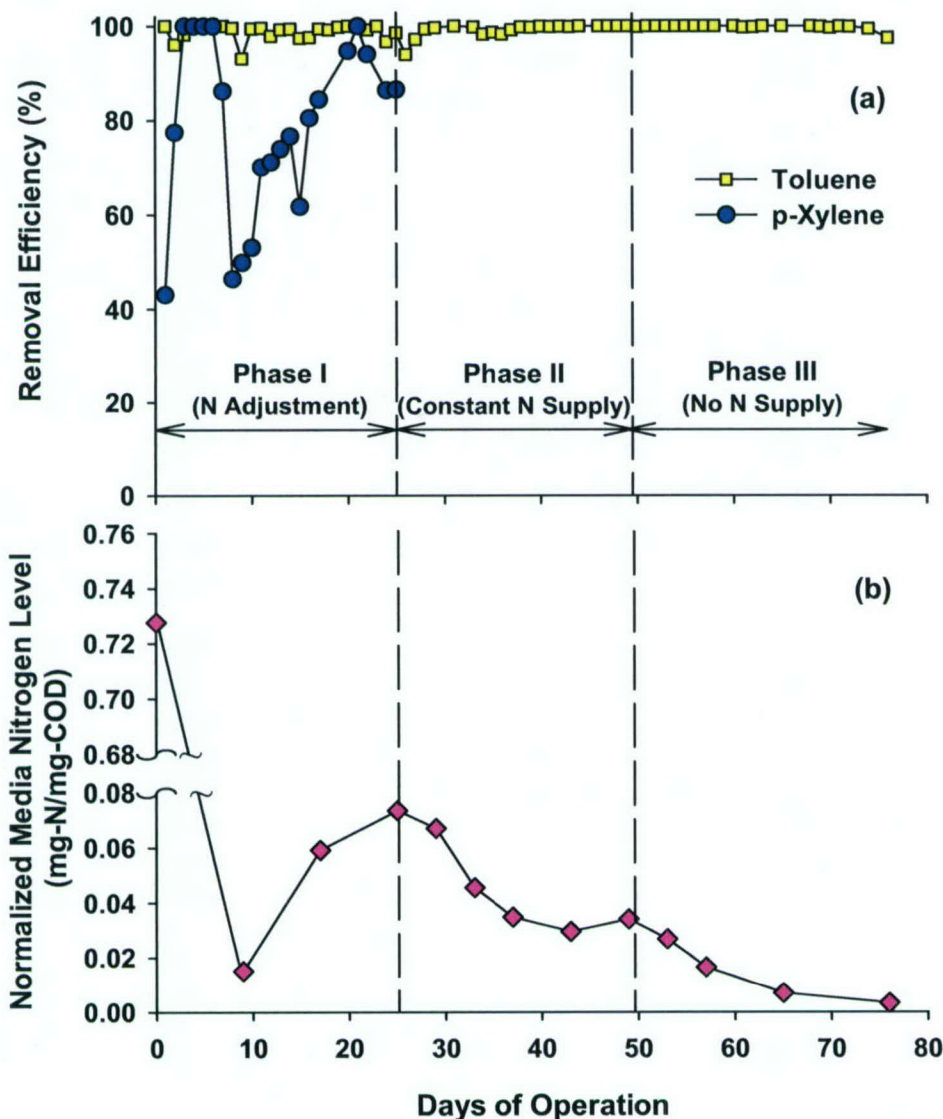 100
80
60
40
20
0
Removal Efficiency (%)
(a)
Toluene
p-Xylene
Phase I
(N Adjustment)
Phase II
(Constant N Supply)
Phase III
(No N Supply)
0.76
0.74
0.72
0.70
0.68
0.08
0.06
0.04
0.02
0.00
Normalized Media Nitrogen Level
(mg-N/mg-COD)
(b)
0 10 20 30 40 50 60 70 80
Days of Operation